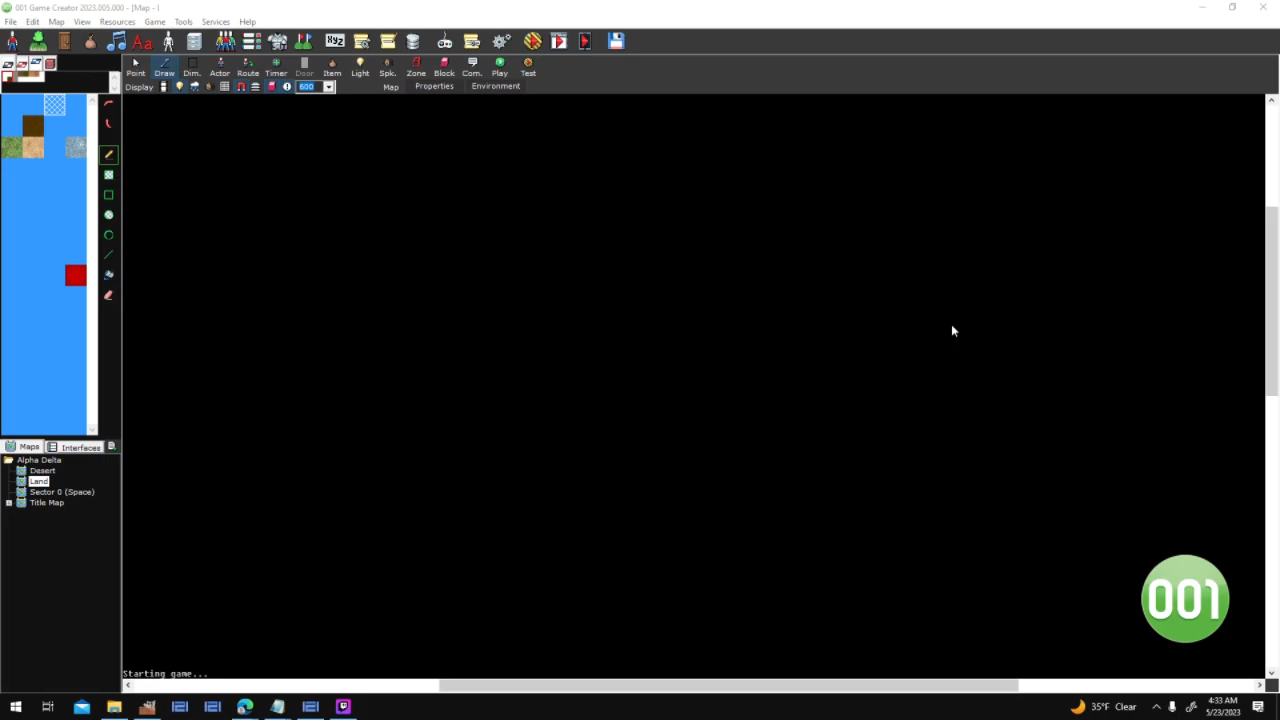 001 Game Creator 2023.005.000 - [Map - l
File Edit Map View Resources Game Tools Services Help
Aa xyz
Point Draw Dim. Actor Route Timer Door Item Light Spk. Zone Block Com. Play Test
Display 600 Map Properties Environment
Maps Interfaces
Alpha Delta
Desert
Land
Sector 0 (Space)
Title Map
001
Starting game...
35°F Clear
4:33 AM
5/23/2023